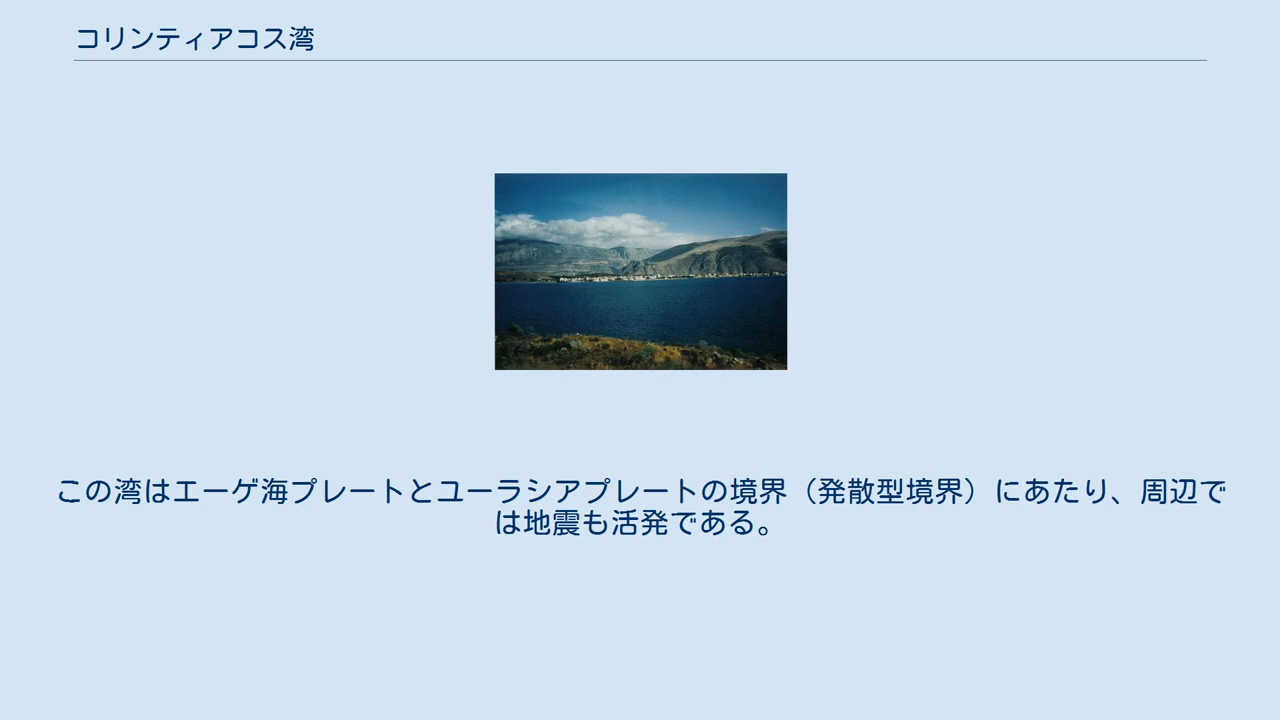 コリンティアコス湾
この湾はエーゲ海プレートとユーラシアプレートの境界（発散型境界）にあたり、周辺で
は地震も活発である。